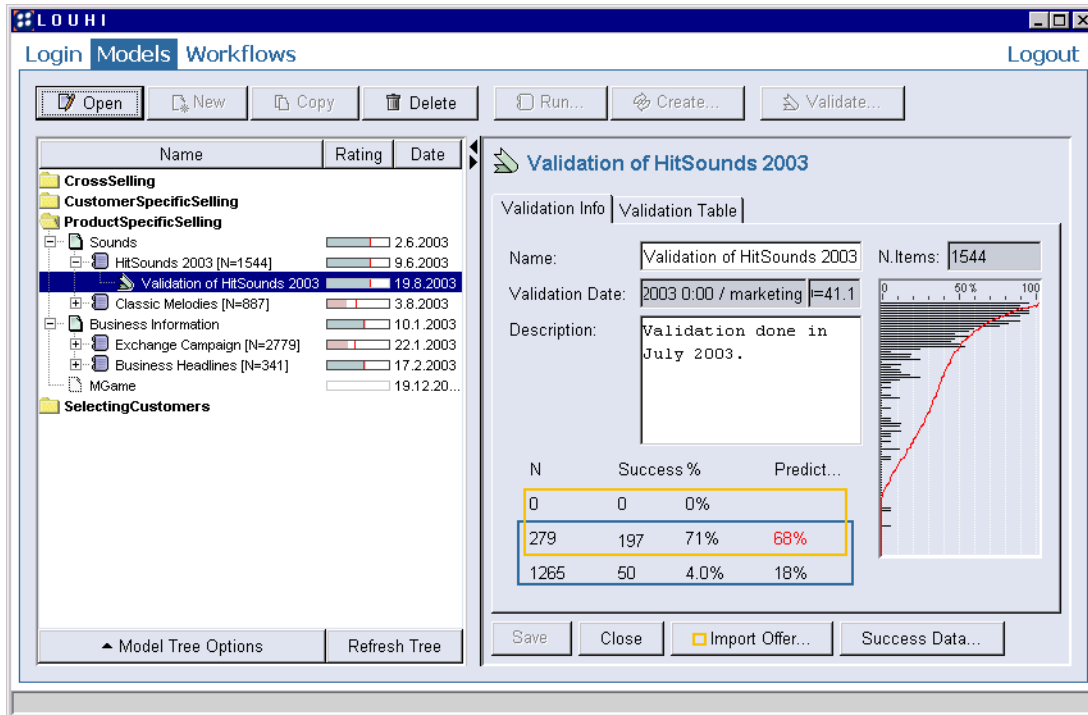 LOUHI
Login Models Workflows Logout
Open New Copy Delete Run... Create... Validate...
Name Rating Date
CrossSelling
CustomerSpecificSelling
ProductSpecificSelling
Sounds 2.6.2003
HitSounds 2003 [N=1544] 9.6.2003
Validation of HitSounds 2003 19.8.2003
Classic Melodies [N=887] 3.8.2003
Business Information 10.1.2003
Exchange Campaign [N=2779] 22.1.2003
Business Headlines [N=341] 17.2.2003
MGame 19.12.20...
SelectingCustomers
Model Tree Options Refresh Tree
Validation of HitSounds 2003
Validation Info Validation Table
Name: Validation of HitSounds 2003 N.Items: 1544
Validation Date: 2003 0:00 / marketing =41.1
Description: Validation done in
July 2003.
0 50 % 100
N Success % Predict...
0 0 0%
279 197 71% 68%
1265 50 4.0% 18%
Save Close Import Offer... Success Data...